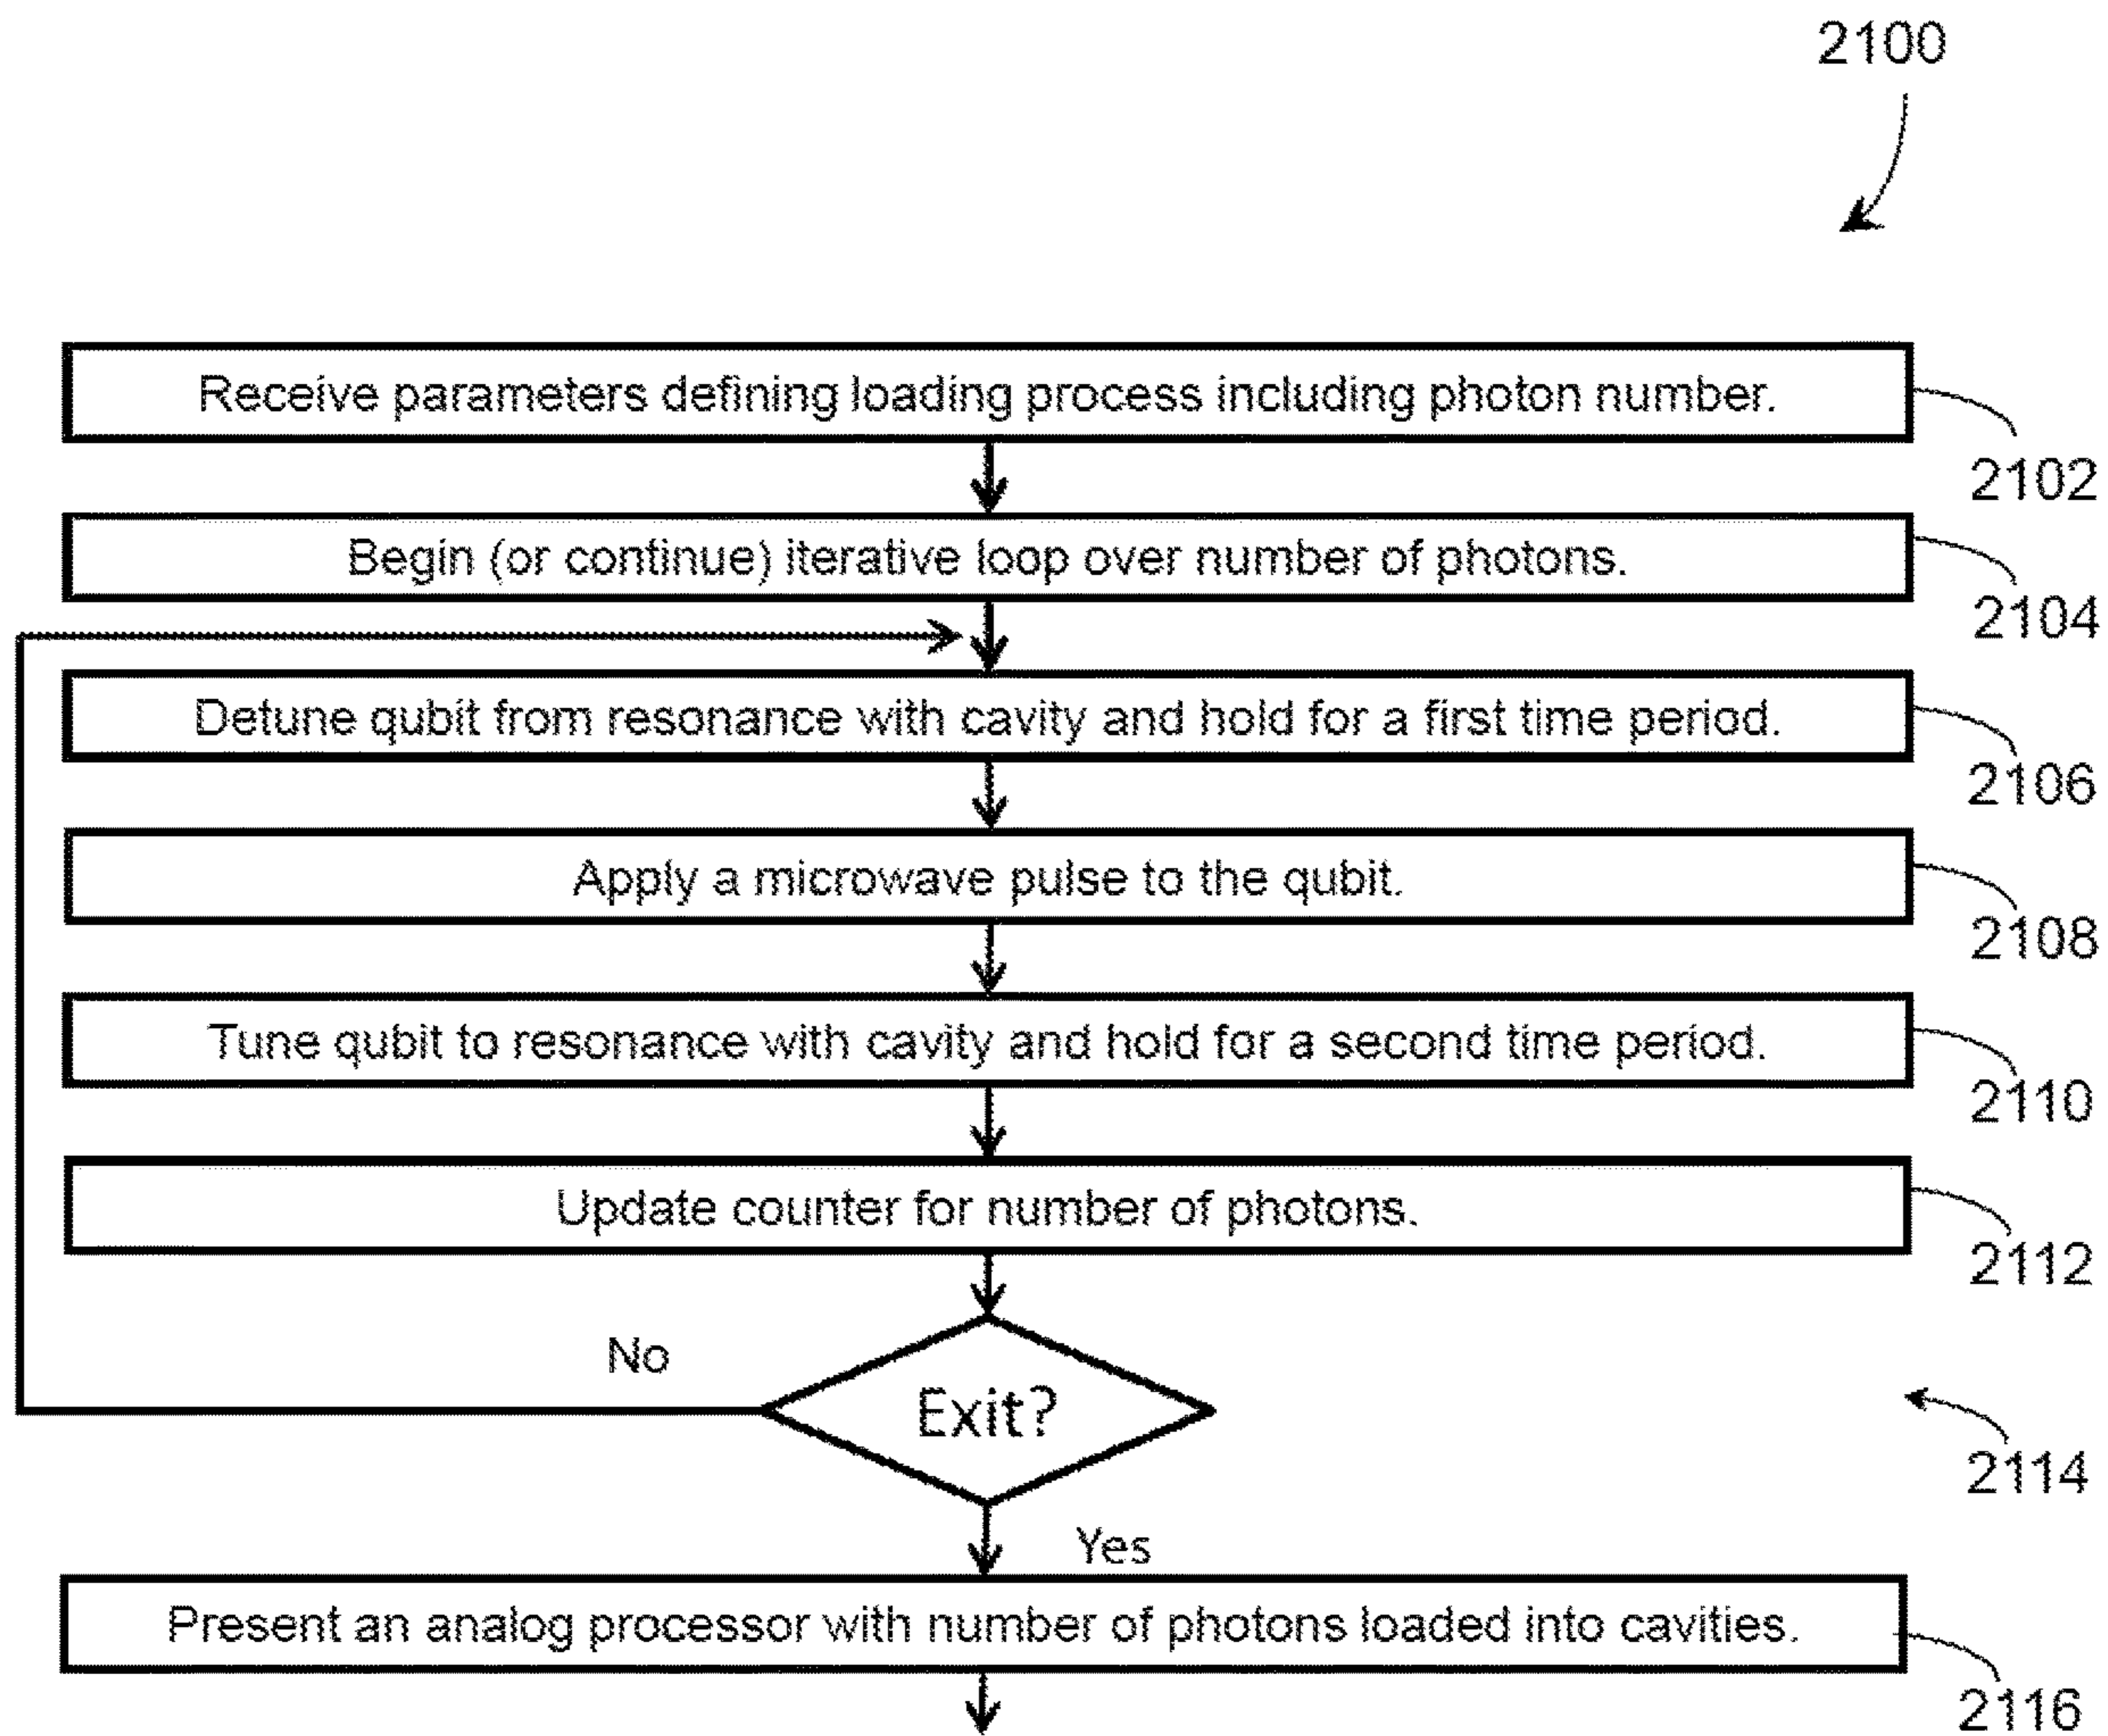 2100
Receive parameters defining loading process including photon number.
2102
Begin (or continue) iterative loop over number of photons.
2104
Detune qubit from resonance with cavity and hold for a first time period.
2106
Apply a microwave pulse to the qubit.
2108
Tune qubit to resonance with cavity and hold for a second time period.
2110
Update counter for number of photons.
2112
No
Exit?
2114
Yes
Present an analog processor with number of photons loaded into cavities.
2116